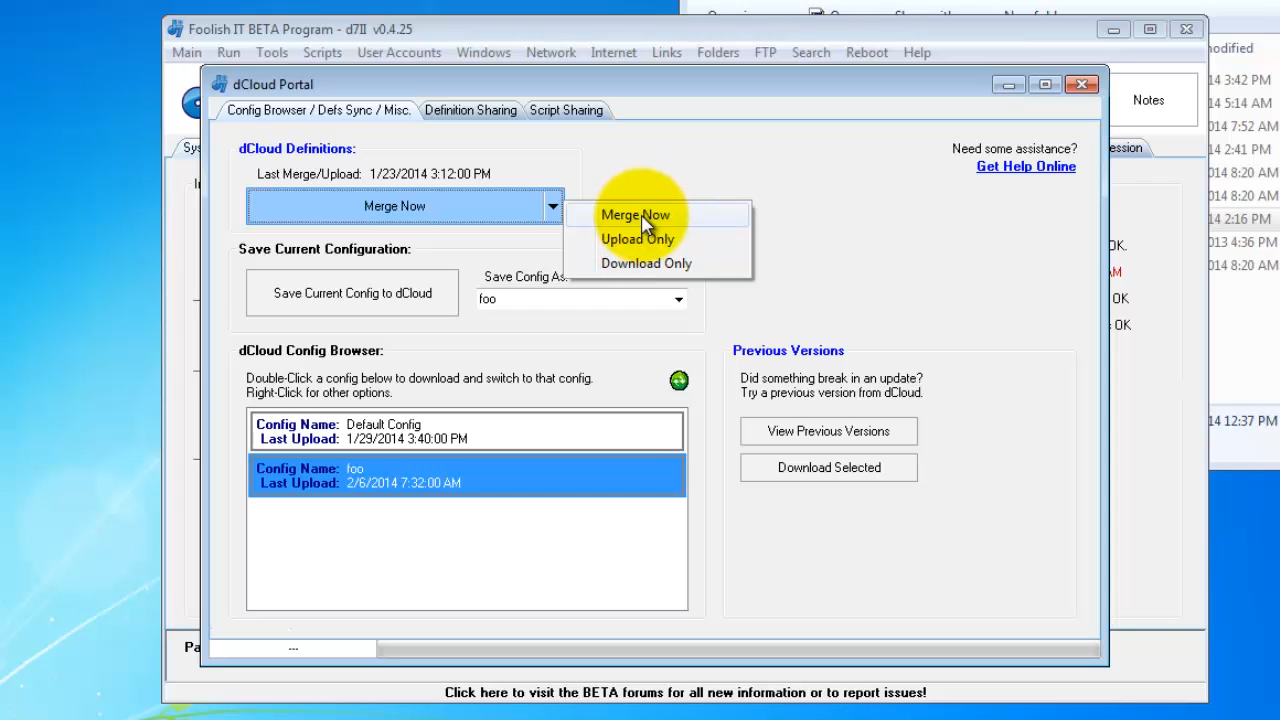 Foolish IT BETA Program - d7II v0.4.25
Main Run Tools Scripts User Accounts Windows Network Internet Links Folders FTP Search Reboot Help
odified
dCloud Portal
14 3:42 PM
Notes
14 5:14 AM
Config Browser / Defs Sync / Misc. Definition Sharing Script Sharing
014 7:52 AM
dCloud Definitions:
Need some assistance?
Sys
ession
14 2:41 PM
Get Help Online
Last Merge/Upload: 1/23/2014 3:12:00 PM
014 8:20 AM
In
Merge Now
014 8:20 AM
Merge Now
14 2:16 PM
Upload Only
013 4:36 PM
Save Current Configuration:
OK.
Download Only
014 8:20 AM
AM
Save Config As:
Save Current Config to dCloud
foo
OK
OK
dCloud Config Browser:
Previous Versions
Double-Click a config below to download and switch to that config.
Right-Click for other options.
Did something break in an update?
Try a previous version from dCloud.
Config Name: Default Config
Last Upload: 1/29/2014 3:40:00 PM
View Previous Versions
14 12:37 PM
Config Name: foo
Last Upload: 2/6/2014 7:32:00 AM
Download Selected
Pa
---
Click here to visit the BETA forums for all new information or to report issues!